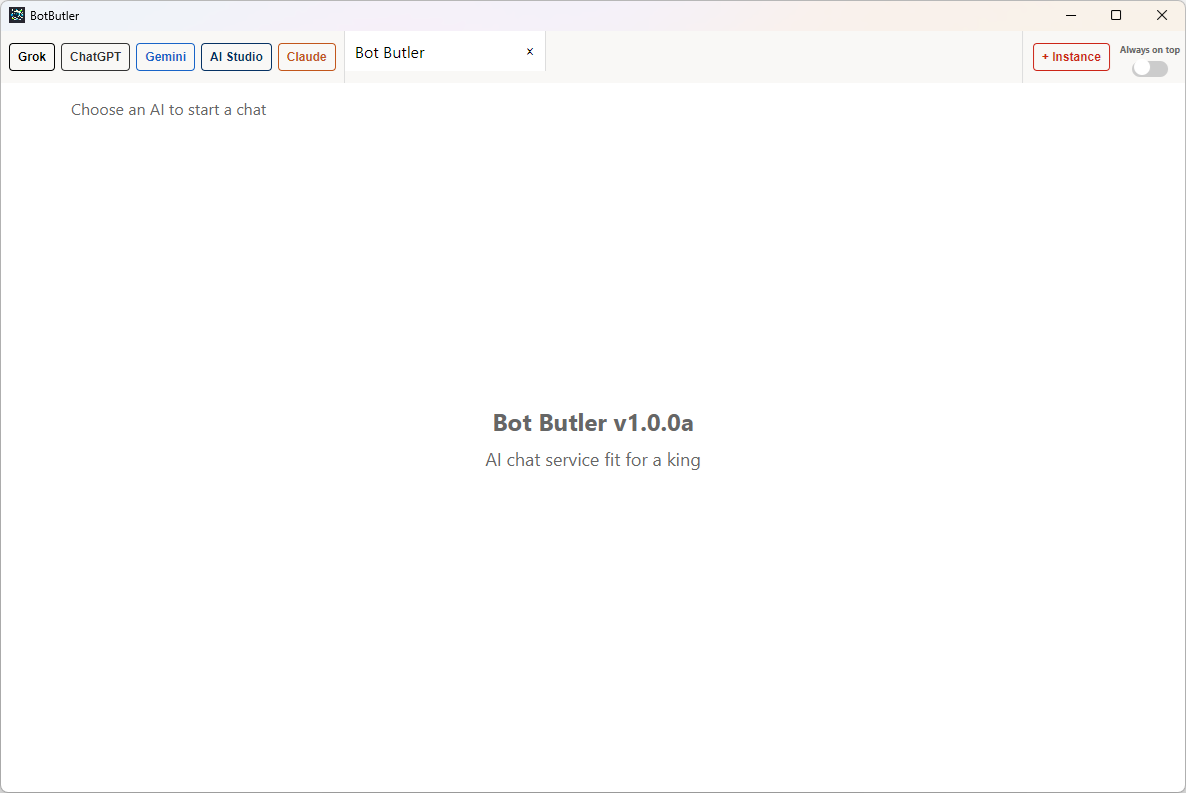 BotButler
Grok ChatGPT Gemini AI Studio Claude Bot Butler × + Instance Always on top
Choose an AI to start a chat
Bot Butler v1.0.0a
AI chat service fit for a king